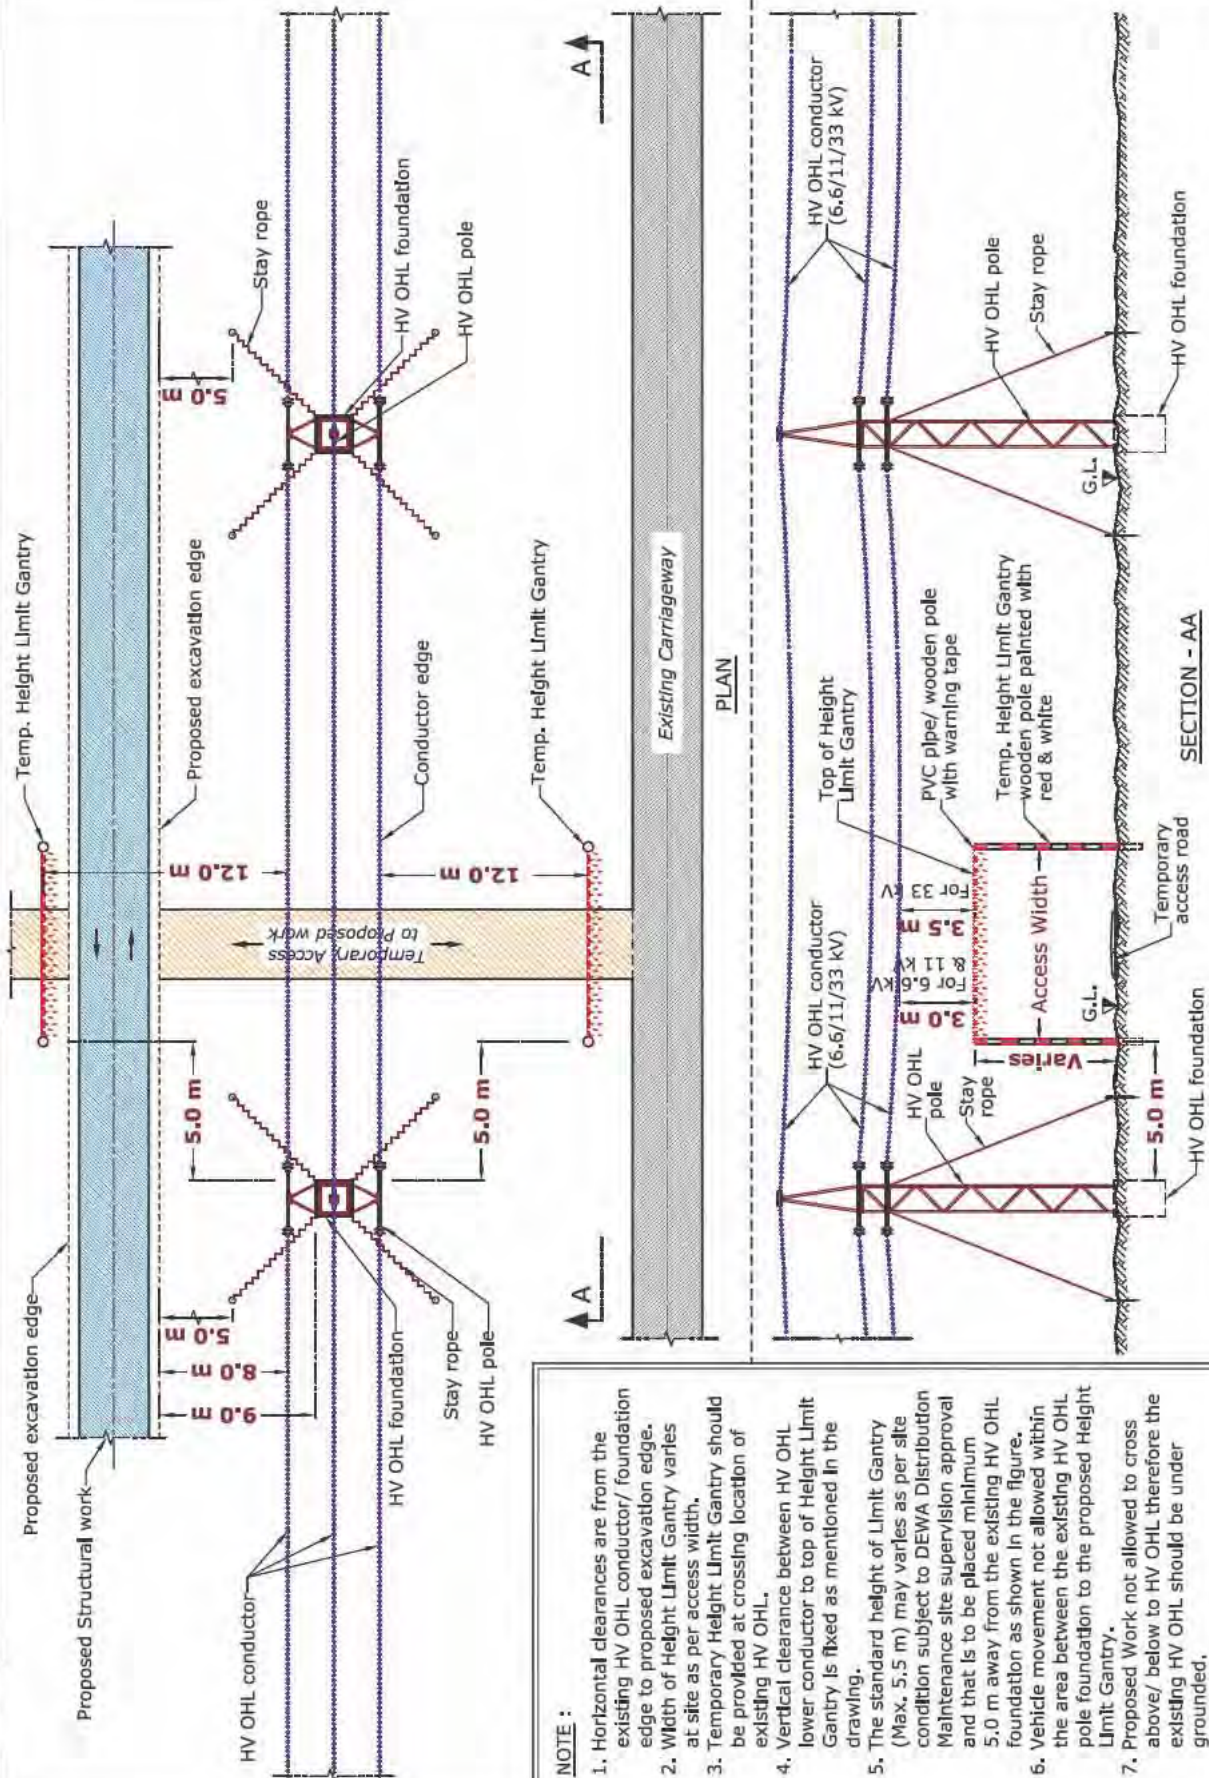 Proposed excavation edge
Proposed Structural work
HV OHL conductor
9.0 m
8.0 m
5.0 m
5.0 m
HV OHL foundation
Stay rope
HV OHL pole
5.0 m
Temp. Height Limit Gantry
12.0 m
Temporary Access
to Proposed work
12.0 m
Proposed excavation edge
Conductor edge
Temp. Height Limit Gantry
5.0 m
Stay rope
HV OHL foundation
HV OHL pole
A
A
Existing Carriageway
PLAN
HV OHL conductor
(6.6/11/33 kV)
Top of Height
Limit Gantry
HV OHL conductor
(6.6/11/33 kV)
3.0 m
For 6.6 kV
& 11 kV
3.5 m
For 33 kV
PVC pipe/ wooden pole
with warning tape
HV OHL
pole
Stay
rope
Varies
Access Width
Temp. Height Limit Gantry
wooden pole painted with
red & white
HV OHL pole
Stay rope
G.L.
G.L.
5.0 m
Temporary
access road
HV OHL foundation
HV OHL foundation
SECTION - AA
NOTE :
1. Horizontal clearances are from the
existing HV OHL conductor/ foundation
edge to proposed excavation edge.
2. Width of Height Limit Gantry varies
at site as per access width.
3. Temporary Height Limit Gantry should
be provided at crossing location of
existing HV OHL.
4. Vertical clearance between HV OHL
lower conductor to top of Height Limit
Gantry is fixed as mentioned in the
drawing.
5. The standard height of Limit Gantry
(Max. 5.5 m) may varies as per site
condition subject to DEWA Distribution
Maintenance site supervision approval
and that is to be placed minimum
5.0 m away from the existing HV OHL
foundation as shown in the figure.
6. Vehicle movement not allowed within
the area between the existing HV OHL
pole foundation to the proposed Height
Limit Gantry.
7. Proposed Work not allowed to cross
above/ below to HV OHL therefore the
existing HV OHL should be under
grounded.